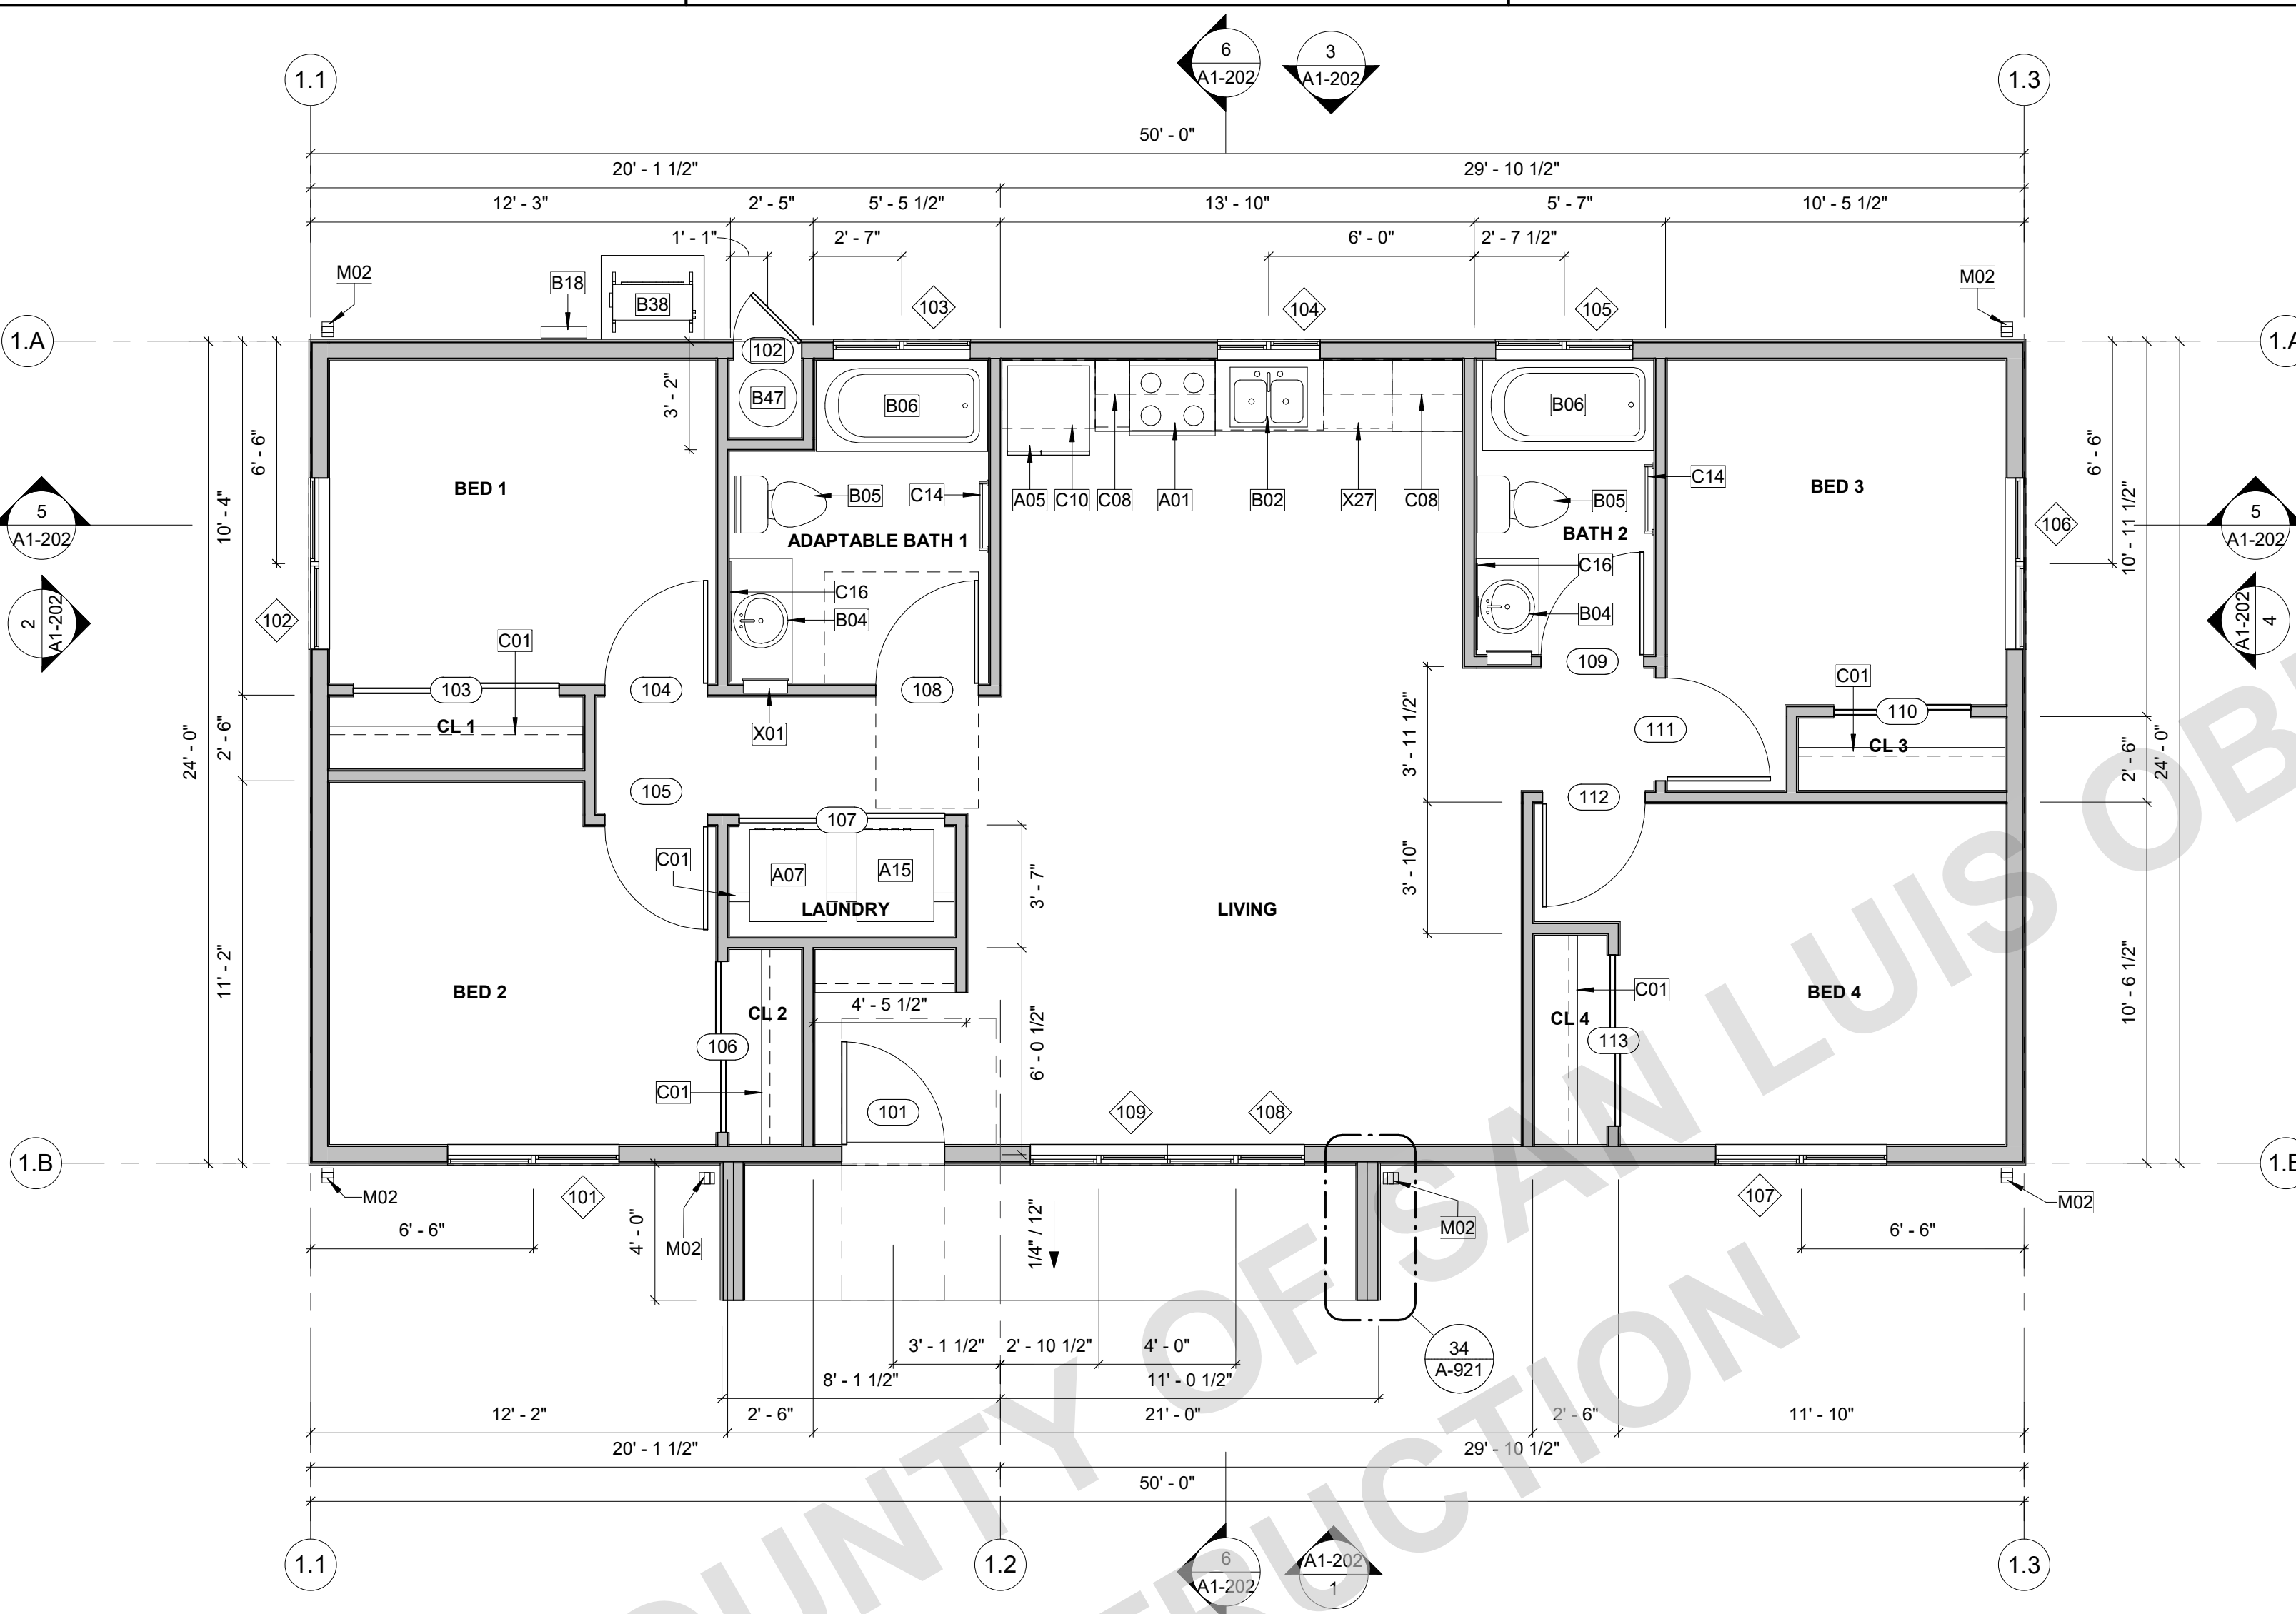 6
A1-202
3
A1-202
1.1
1.3
50' - 0"
20' - 1 1/2"
29' - 10 1/2"
12' - 3"
2' - 5"
5' - 5 1/2"
13' - 10"
5' - 7"
10' - 5 1/2"
1' - 1"
2' - 7"
6' - 0"
2' - 7 1/2"
M02
B18
B38
103
104
105
M02
1.A
102
1.A
3' - 2"
B47
B06
B06
6' - 6"
10' - 4"
BED 1
B05
C14
A05
C10
C08
A01
B02
X27
C08
B05
C14
BED 3
6' - 6"
10' - 11 1/2"
5
A1-202
106
5
A1-202
ADAPTABLE BATH 1
BATH 2
C16
C16
B04
B04
2
A1-202
102
A1-202
4
C01
103
104
108
109
C01
CL 1
X01
110
CL 3
111
2' - 6"
24' - 0"
3' - 11 1/2"
2' - 6"
24' - 0"
105
107
112
C01
A07
A15
3' - 7"
3' - 10"
LAUNDRY
LIVING
11' - 2"
BED 2
4' - 5 1/2"
CL 2
6' - 0 1/2"
C01
BED 4
CL 4
10' - 6 1/2"
106
113
C01
101
109
108
1.B
M02
101
107
M02
6' - 6"
4' - 0"
M02
1/4" / 12"
M02
6' - 6"
3' - 1 1/2"
2' - 10 1/2"
4' - 0"
34
A-921
8' - 1 1/2"
11' - 0 1/2"
12' - 2"
2' - 6"
21' - 0"
2' - 6"
11' - 10"
20' - 1 1/2"
29' - 10 1/2"
50' - 0"
1.1
1.2
6
A1-202
A1-202
1
1.3
OUNTY OF SAN LUIS OB
TRUCTION